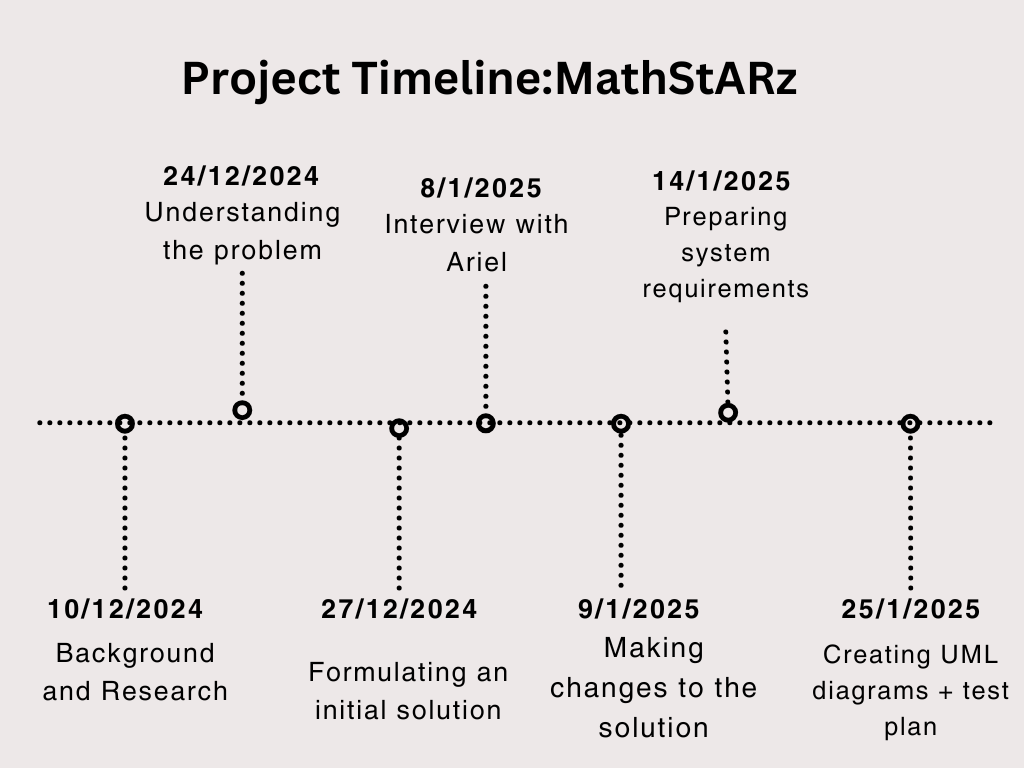 Project Timeline:MathStARz
24/12/2024
Understanding
the problem
8/1/2025
Interview with
Ariel
14/1/2025
Preparing
system
requirements
10/12/2024
Background
and Research
27/12/2024
Formulating an
initial solution
9/1/2025
Making
changes to the
solution
25/1/2025
Creating UML
diagrams + test
plan